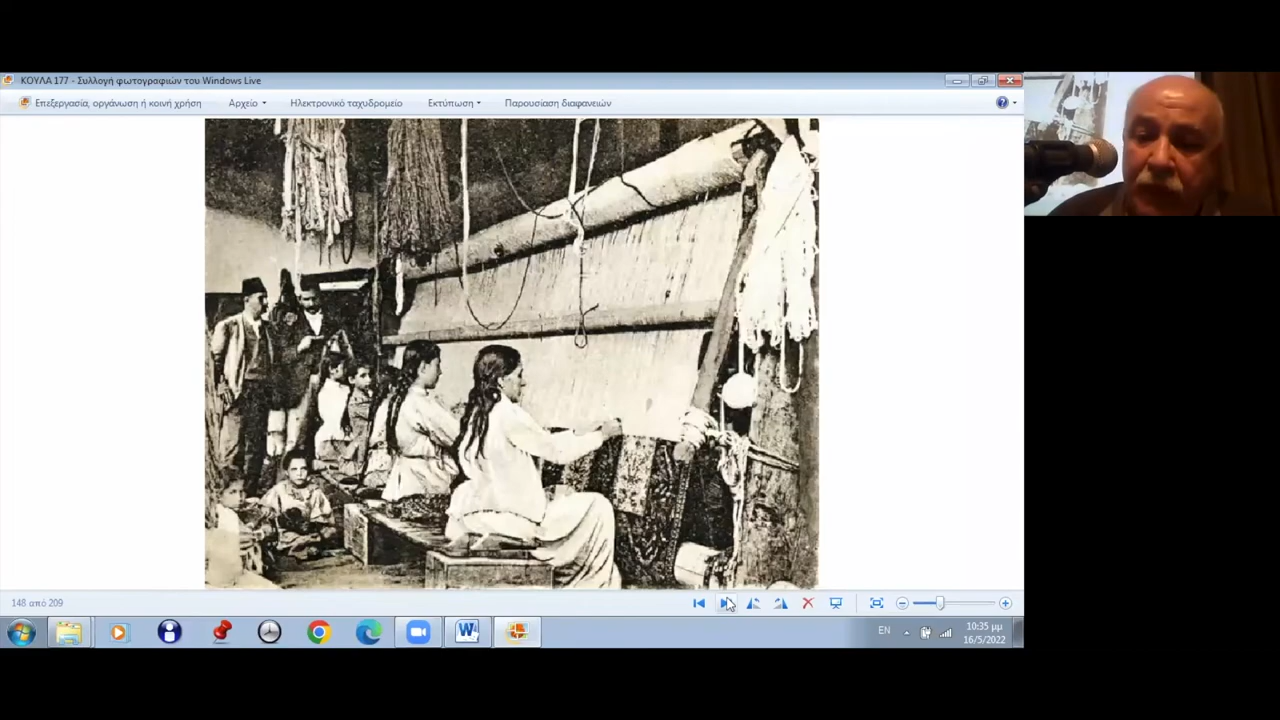 ΚΟΥΛΑ 177 - Συλλογή φωτογραφιών του Windows Live
Επεξεργασία, οργάνωση ή κοινή χρήση Αρχείο Ηλεκτρονικό ταχυδρομείο Εκτύπωση Παρουσίαση διαφανειών
148 από 209
EN
10:35 μμ
16/5/2022